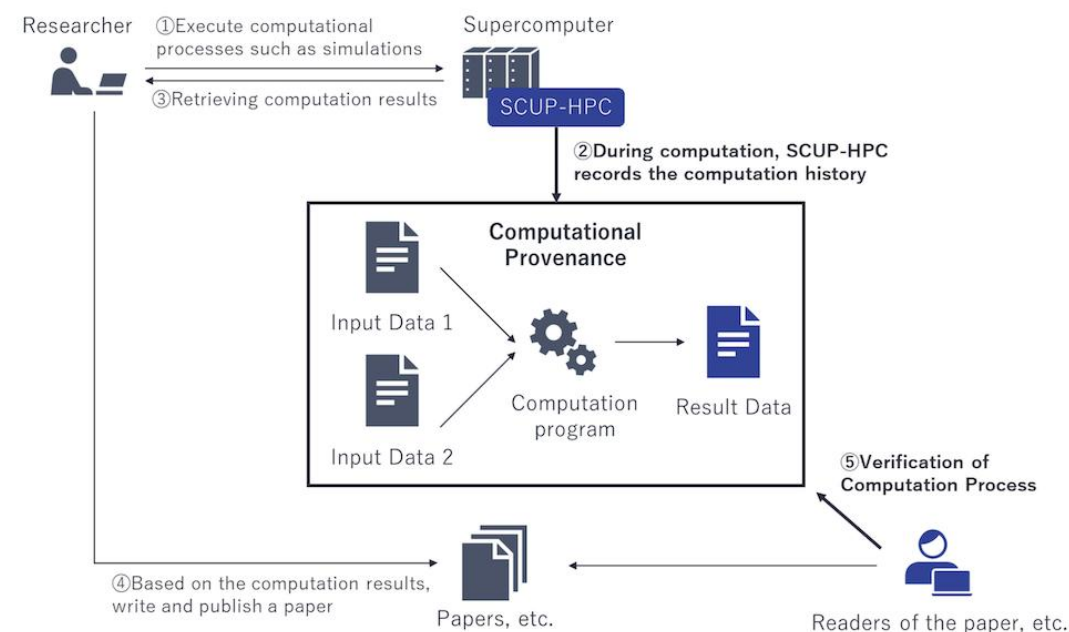 Researcher
①Execute computational
processes such as simulations
Supercomputer
③Retrieving computation results
SCUP-HPC
②During computation, SCUP-HPC
records the computation history
Computational
Provenance
Input Data 1
Input Data 2
Computation
program
Result Data
⑤Verification of
Computation Process
④Based on the computation results,
write and publish a paper
Papers, etc.
Readers of the paper, etc.